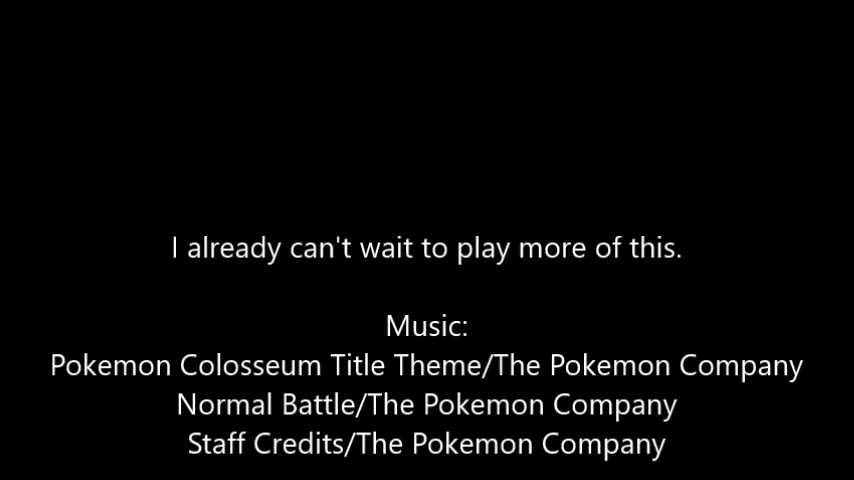 I already can't wait to play more of this.
Music:
Pokemon Colosseum Title Theme/The Pokemon Company
Normal Battle/The Pokemon Company
Staff Credits/The Pokemon Company